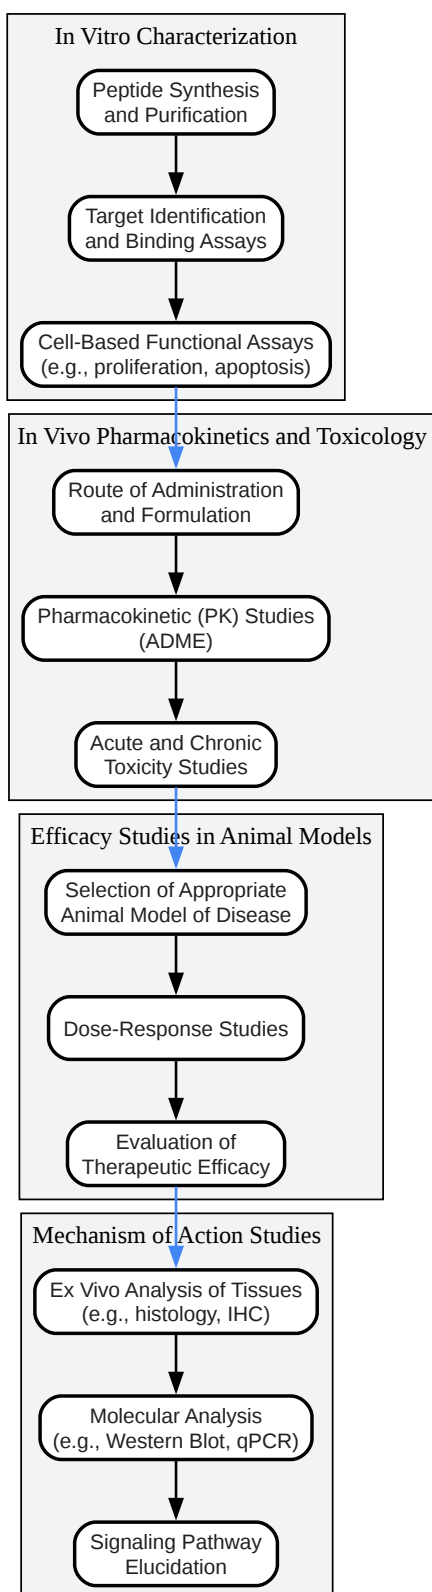 In Vitro Characterization
Peptide Synthesis
and Purification
Target Identification
and Binding Assays
Cell-Based Functional Assays
(e.g., proliferation, apoptosis)
In Vivo Pharmacokinetics and Toxicology
Route of Administration
and Formulation
Pharmacokinetic (PK) Studies
(ADME)
Acute and Chronic
Toxicity Studies
Efficacy Studies in Animal Models
Selection of Appropriate
Animal Model of Disease
Dose-Response Studies
Evaluation of
Therapeutic Efficacy
Mechanism of Action Studies
Ex Vivo Analysis of Tissues
(e.g., histology, IHC)
Molecular Analysis
(e.g., Western Blot, qPCR)
Signaling Pathway
Elucidation